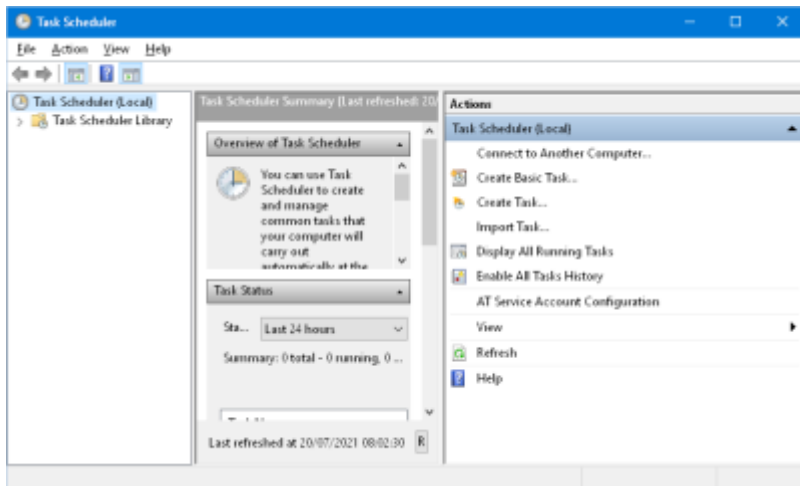 Task Scheduler
File Action View Help
Task Scheduler (Local)
Task Scheduler Library
Task Scheduler Summary (Last refreshed: 20/
Overview of Task Scheduler
You can use Task
Scheduler to create
and manage
common tasks that
your computer will
carry out
automatically at the
Task Status
Sta... Last 24 hours
Summary: 0 total - 0 running, 0 ...
Last refreshed at 20/07/2021 08:02:30 R
Actions
Task Scheduler (Local)
Connect to Another Computer...
Create Basic Task...
Create Task...
Import Task...
Display All Running Tasks
Enable All Tasks History
AT Service Account Configuration
View
Refresh
Help